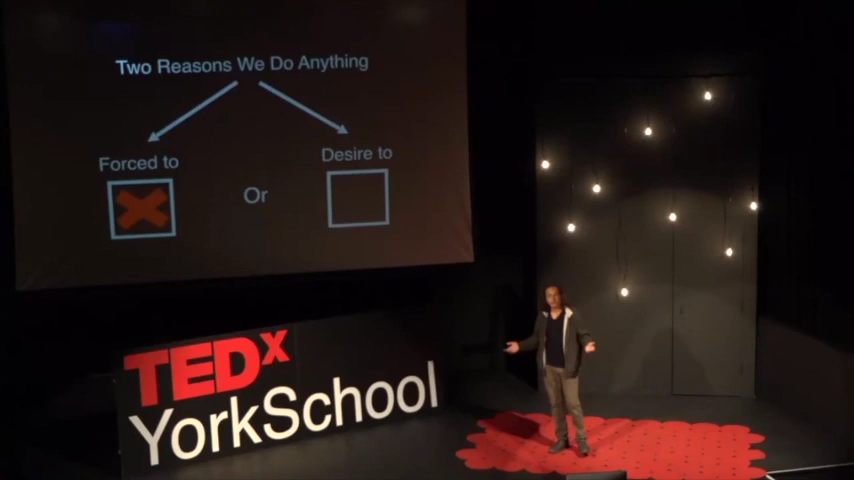 Two Reasons We Do Anything
Forced to
Desire to
Or
TEDx
YorkSchool